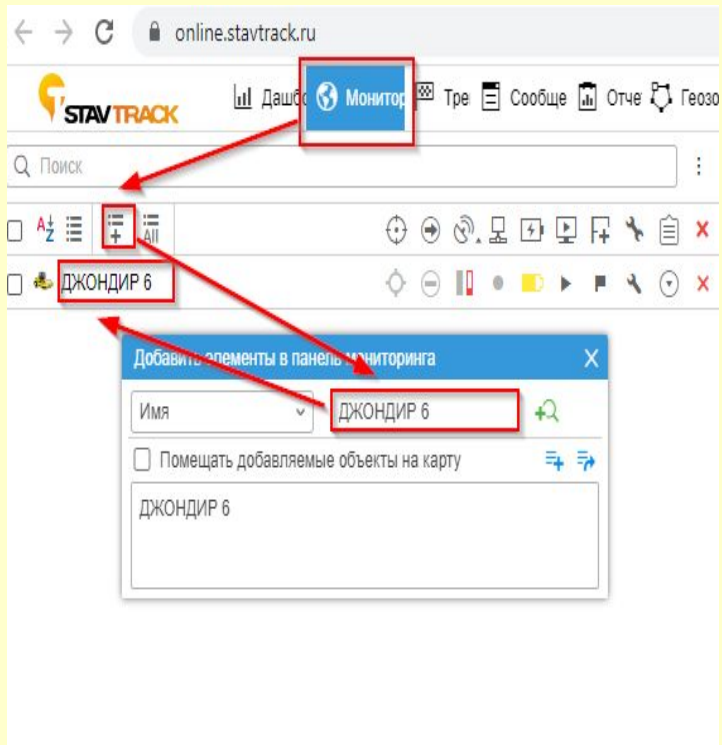 online.stavtrack.ru
STAVTRACK
Дашбо Монитор Тре Сообще Отче Геозо
Поиск
All
ДЖОНДИР 6
Добавить элементы в панель мониторинга X
Имя ДЖОНДИР 6
Помещать добавляемые объекты на карту
ДЖОНДИР 6